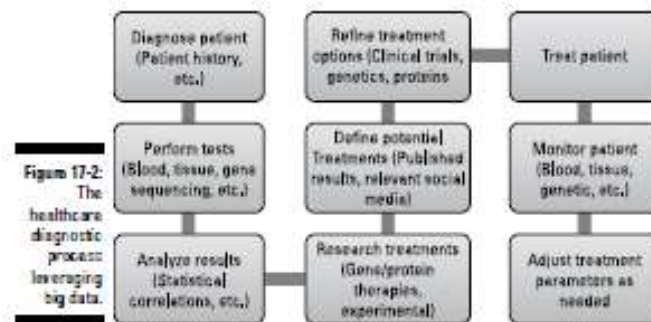 Diagnose patient
(Patient history,
etc.)
Perform tests
(Blood, tissue, gene
sequencing, etc.)
Analyze results
(Statistical
correlations, etc.)
Research treatments
(Gene/protein
therapies,
experimental)
Define potential
Treatments (Published
results, relevant social
media)
Refine treatment
options (Clinical trials,
genetics, proteins
Treat patient
Monitor patient
(Blood, tissue,
genetic, etc.)
Adjust treatment
parameters as
needed
Figure 17-2:
The
healthcare
diagnostic
process
leveraging
big data.